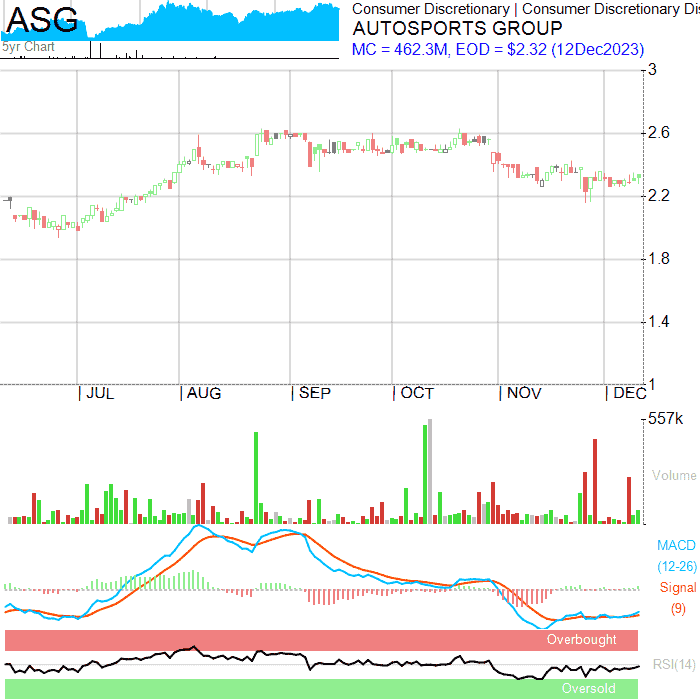 ASG
5yr Chart
Consumer Discretionary | Consumer Discretionary Dis
AUTOSPORTS GROUP
MC = 462.3M, EOD = $2.32 (12Dec2023)
3
2.6
2.2
1.8
1.4
1
JUL AUG SEP OCT NOV DEC
557k
Volume
MACD
(12-26)
Signal
(9)
Overbought
RSI(14)
Oversold